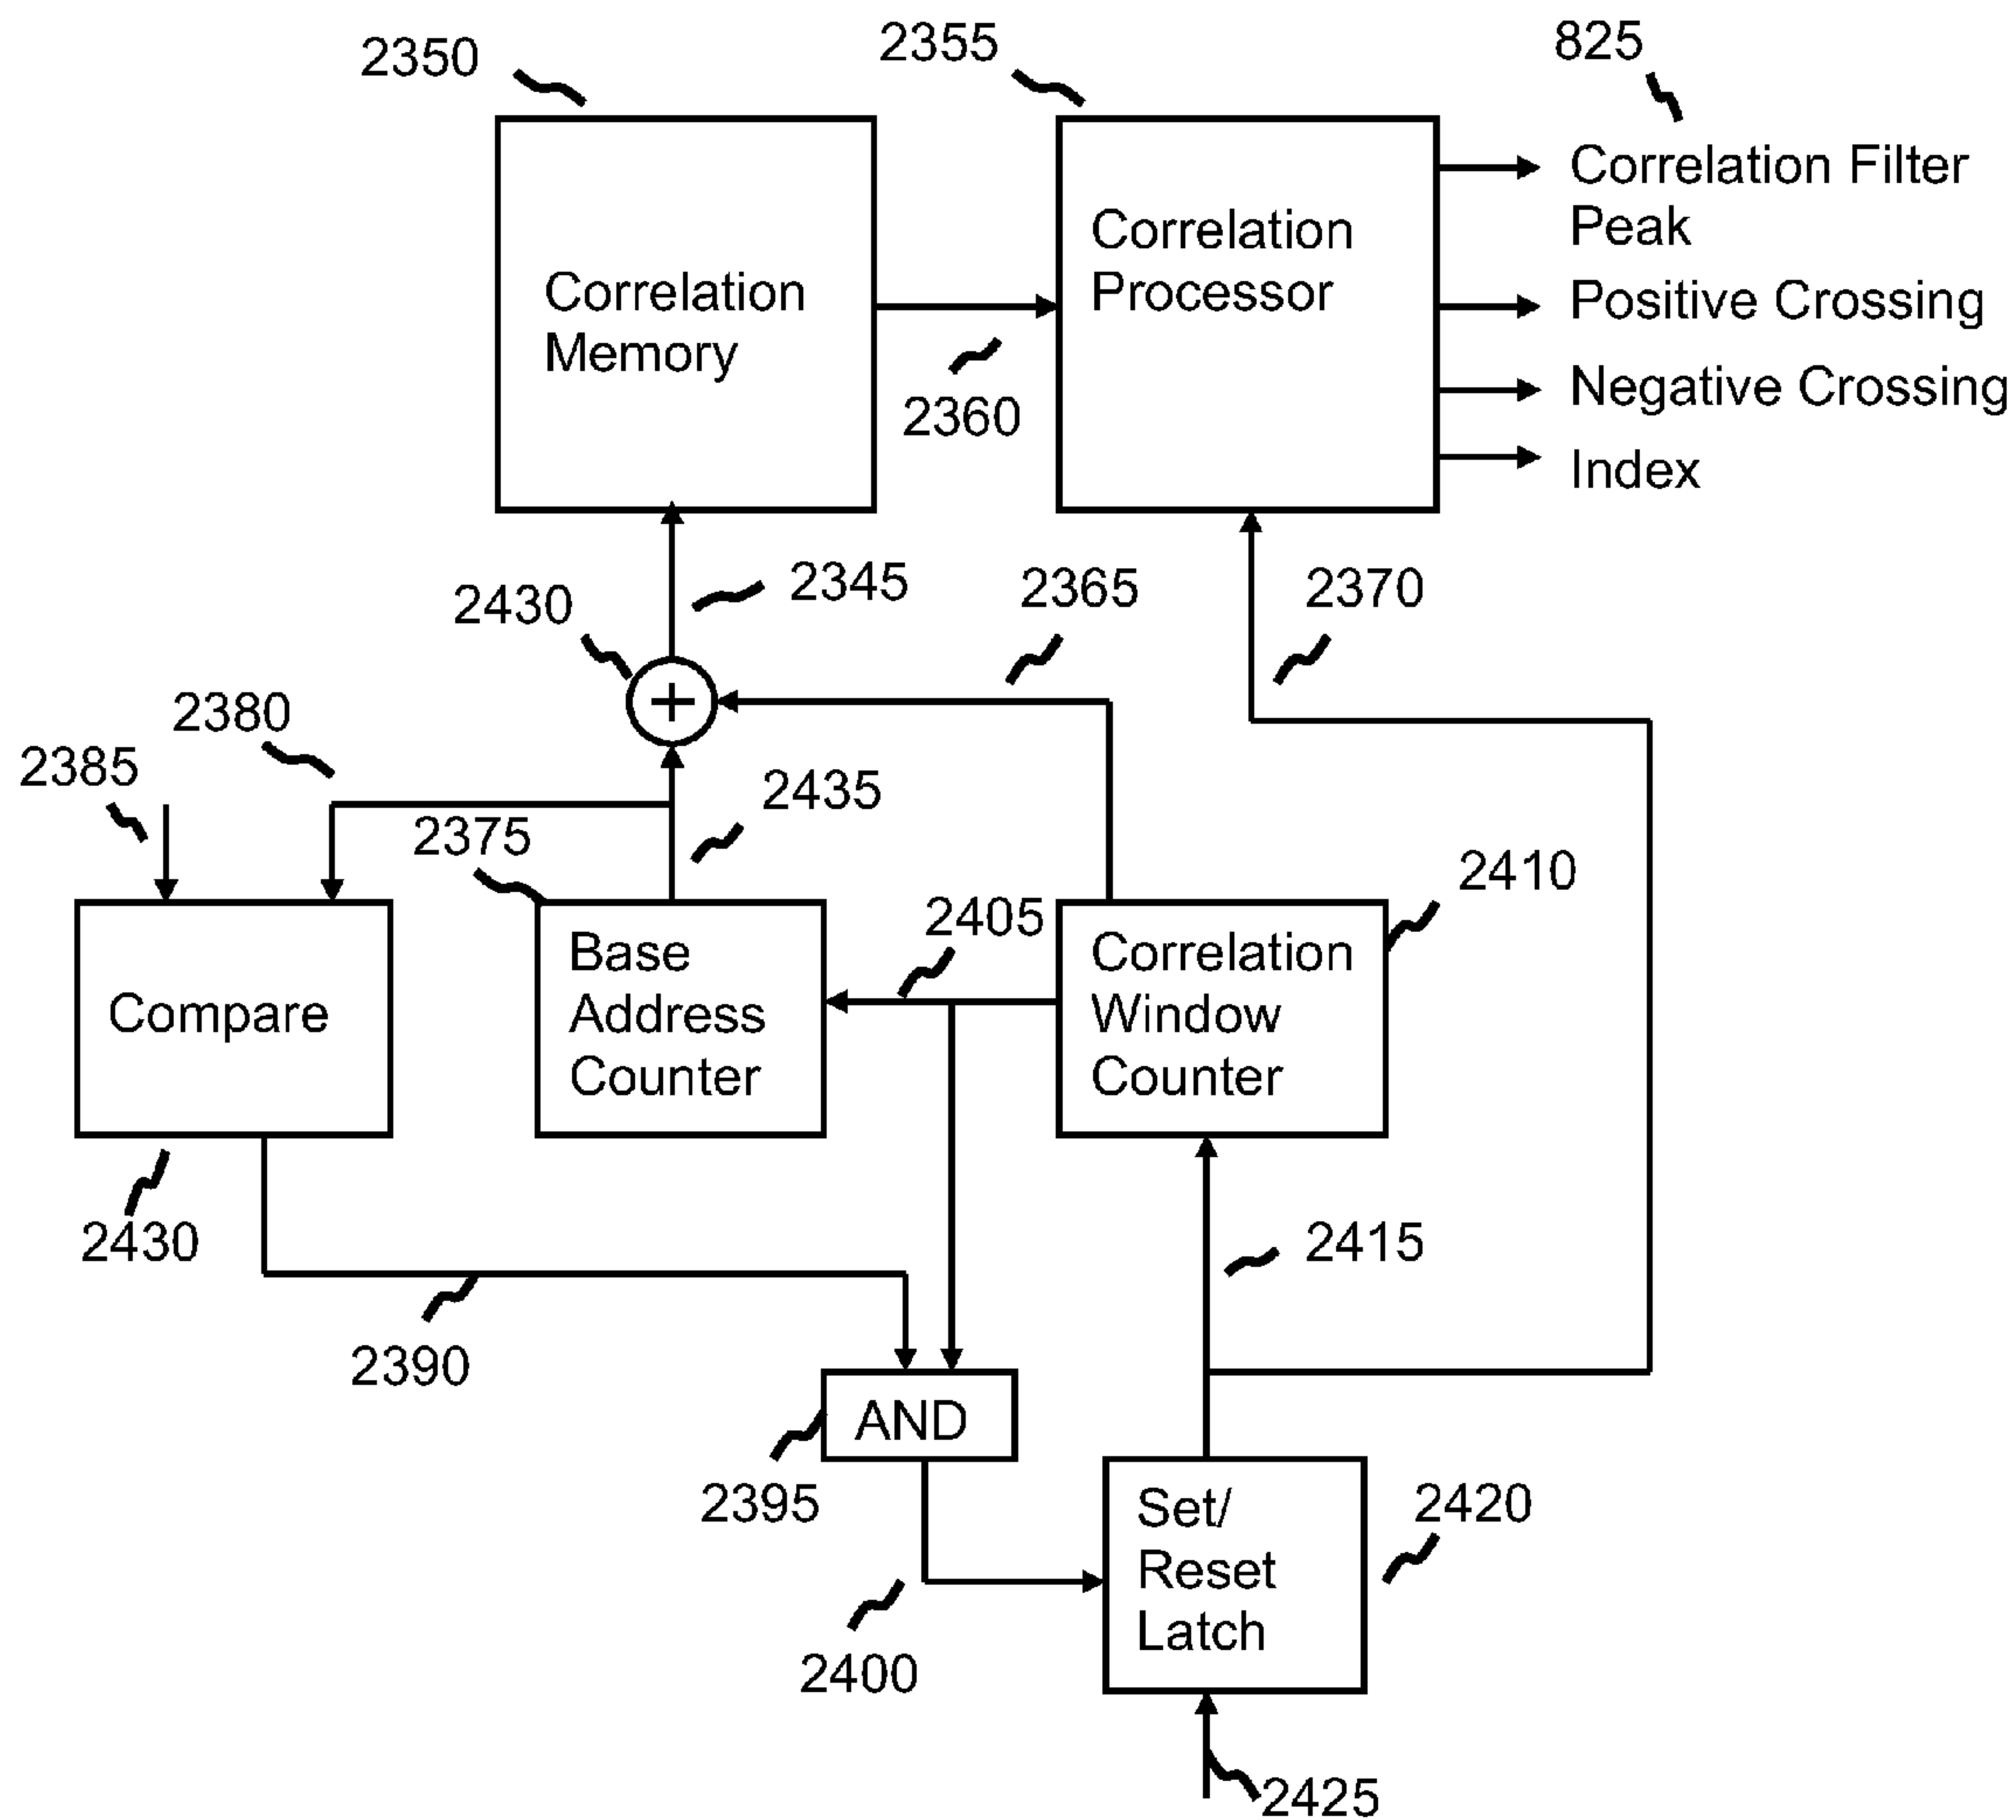 2350
2355
825
Correlation
Memory
Correlation
Processor
Correlation Filter
Peak
Positive Crossing
Negative Crossing
Index
2360
2430
2345
2365
2370
2380
2385
2435
2375
2405
2410
Compare
Base
Address
Counter
Correlation
Window
Counter
2430
2415
2390
AND
2395
Set/
Reset
Latch
2420
2400
2425